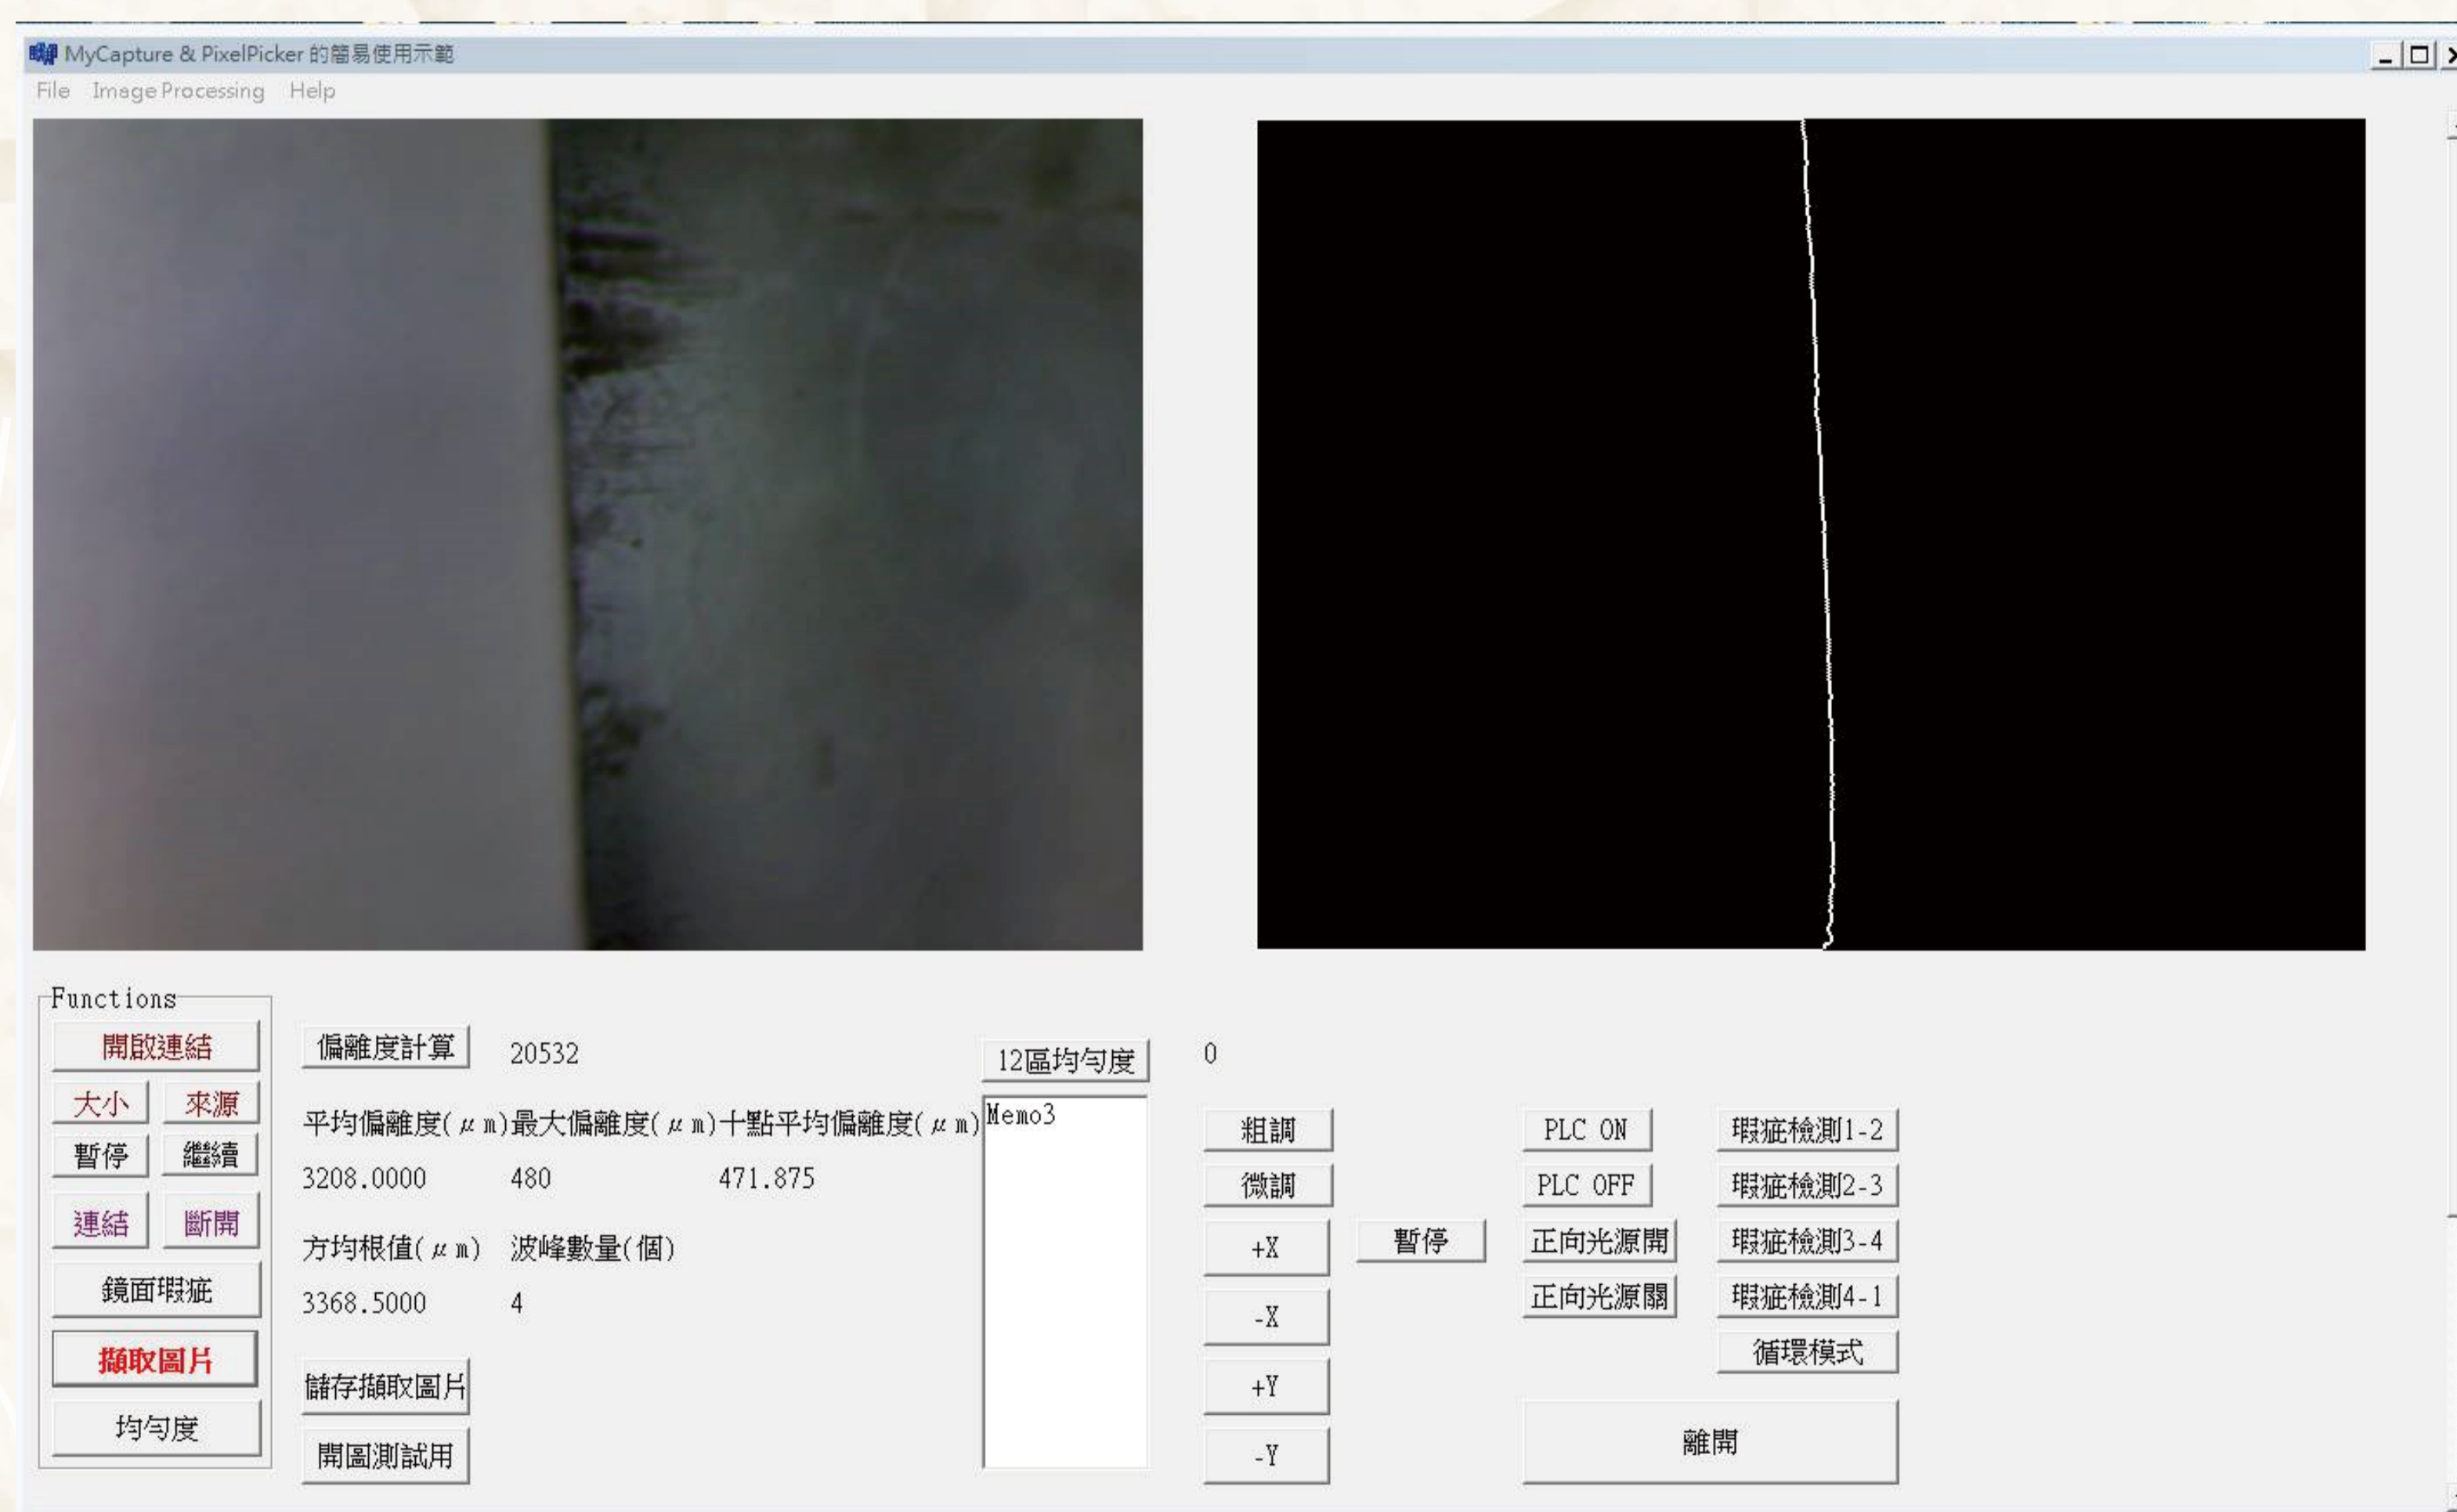 MyCapture & PixelPicker 的簡易使用示範
File Image Processing Help
Functions
開啟連結
大小 來源
暫停 繼續
連結 斷開
鏡面瑕疵
擷取圖片
均勻度
偏離度計算 20532
平均偏離度(μm) 最大偏離度(μm) 十點平均偏離度(μm)
3208.0000 480 471.875
方均根值(μm) 波峰數量(個)
3368.5000 4
儲存擷取圖片
開圖測試用
12區均勻度 0
Memo3
粗調
微調
+X
-X
+Y
-Y
暫停
PLC ON
PLC OFF
正向光源開
正向光源關
瑕疵檢測1-2
瑕疵檢測2-3
瑕疵檢測3-4
瑕疵檢測4-1
循環模式
離開